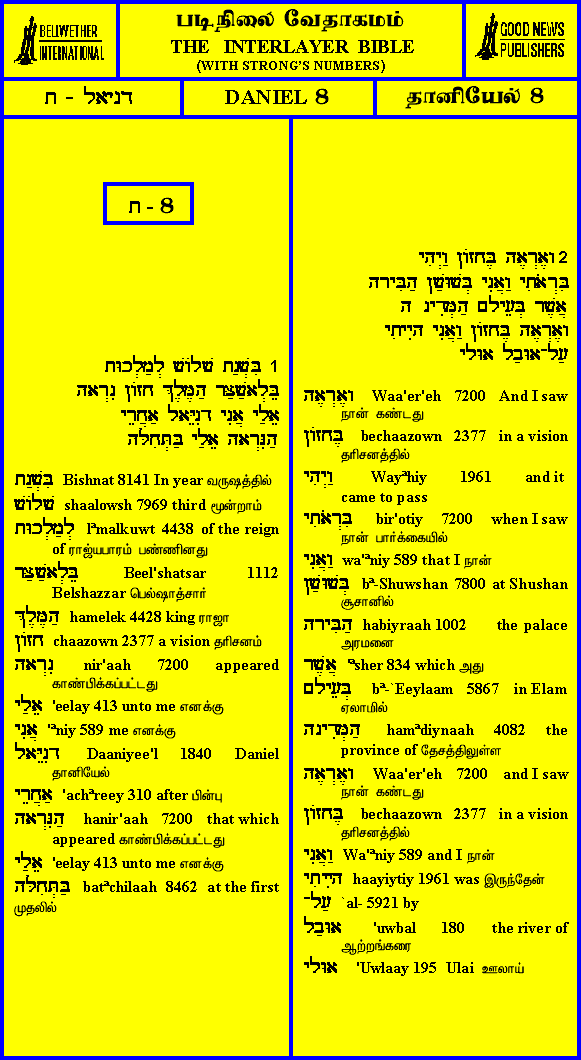 BELLWETHER
INTERNATIONAL
படிநிலை வேதாகமம்
THE INTERLAYER BIBLE
(WITH STRONG'S NUMBERS)
GOOD NEWS
PUBLISHERS
דניאל - ח
DANIEL 8
தானியேல் 8
ח - 8
1 בִּשְׁנַת שָׁלוֹשׁ לְמַלְכוּת
בֵּלְאשַׁצַּר הַמֶּלֶךְ חָזוֹן נִרְאָה
אֵלַי אֲנִי דָנִיֵּאל אַחֲרֵי
הַנִּרְאָה אֵלַי בַּתְּחִלָּה
בִּשְׁנַת Bishnat 8141 In year வருஷத்தில்
שָׁלוֹשׁ shaalowsh 7969 third மூன்றாம்
לְמַלְכוּת lªmalkuwt 4438 of the reign
of ராஜ்யபாரம் பண்ணினது
בֵּלְאשַׁצַּר Beel'shatsar 1112
Belshazzar பெல்ஷாத்சார்
הַמֶּלֶךְ hamelek 4428 king ராஜா
חָזוֹן chaazown 2377 a vision தரிசனம்
נִרְאָה nir'aah 7200 appeared
காண்பிக்கப்பட்டது
אֵלַי 'eelay 413 unto me எனக்கு
אֲנִי 'aniy 589 me எனக்கு
דָנִיֵּאל Daaniyee'l 1840 Daniel
தானியேல்
אַחֲרֵי 'achªreey 310 after பின்பு
הַנִּרְאָה hanir'aah 7200 that which
appeared காண்பிக்கப்பட்டது
אֵלַי 'eelay 413 unto me எனக்கு
בַּתְּחִלָּה batªchilaah 8462 at the first
முதலில்
2 וָאֶרְאֶה בֶּחָזוֹן וַיְהִי
בִּרְאֹתִי וַאֲנִי בְּשׁוּשַׁן הַבִּירָה
אֲשֶׁר בְּעֵילָם הַמְּדִינָ ה
וָאֶרְאֶה בֶּחָזוֹן וַאֲנִי הָיִיתִי
עַל־אוּבַל אוּלָי
וָאֶרְאֶה Waa'er'eh 7200 And I saw
நான் கண்டது
בֶּחָזוֹן bechaazown 2377 in a vision
தரிசனத்தில்
וַיְהִי Wayªhiy 1961 and it
came to pass
בִּרְאֹתִי bir'otiy 7200 when I saw
நான் பார்க்கையில்
וַאֲנִי wa'ªniy 589 that I நான்
בְּשׁוּשַׁן bª-Shuwshan 7800 at Shushan
சூசானில்
הַבִּירָה habiyraah 1002 the palace
அரமனை
אֲשֶׁר ªsher 834 which அது
בְּעֵילָם bª-`Eeylaam 5867 in Elam
ஏலாமில்
הַמְּדִינָה hamªdiynaah 4082 the
province of தேசத்திலுள்ள
וָאֶרְאֶה Waa'er'eh 7200 and I saw
நான் கண்டது
בֶּחָזוֹן bechaazown 2377 in a vision
தரிசனத்தில்
וַאֲנִי Wa'ªniy 589 and I நான்
הָיִיתִי haayiytiy 1961 was இருந்தேன்
עַל־ `al- 5921 by
אוּבַל 'uwbal 180 the river of
ஆற்றங்கரை
אוּלָי 'Uwlaay 195 Ulai ஊலாய்